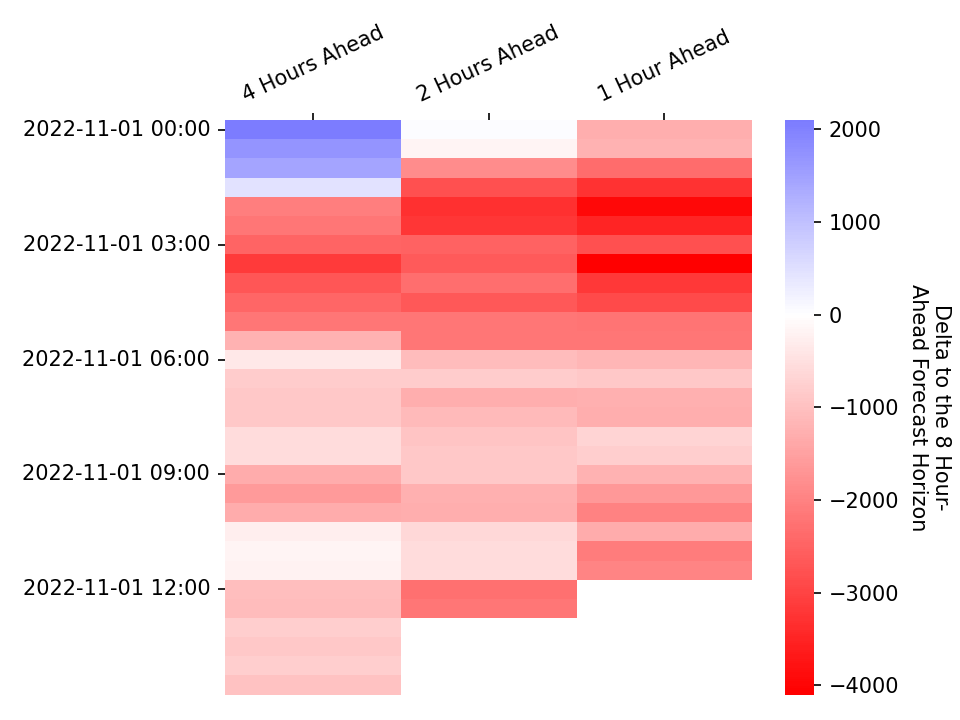 4 Hours Ahead
2 Hours Ahead
1 Hour Ahead
2022-11-01 00:00
2022-11-01 03:00
2022-11-01 06:00
2022-11-01 09:00
2022-11-01 12:00
2000
1000
0
−1000
−2000
−3000
−4000
Delta to the 8 Hour-
Ahead Forecast Horizon